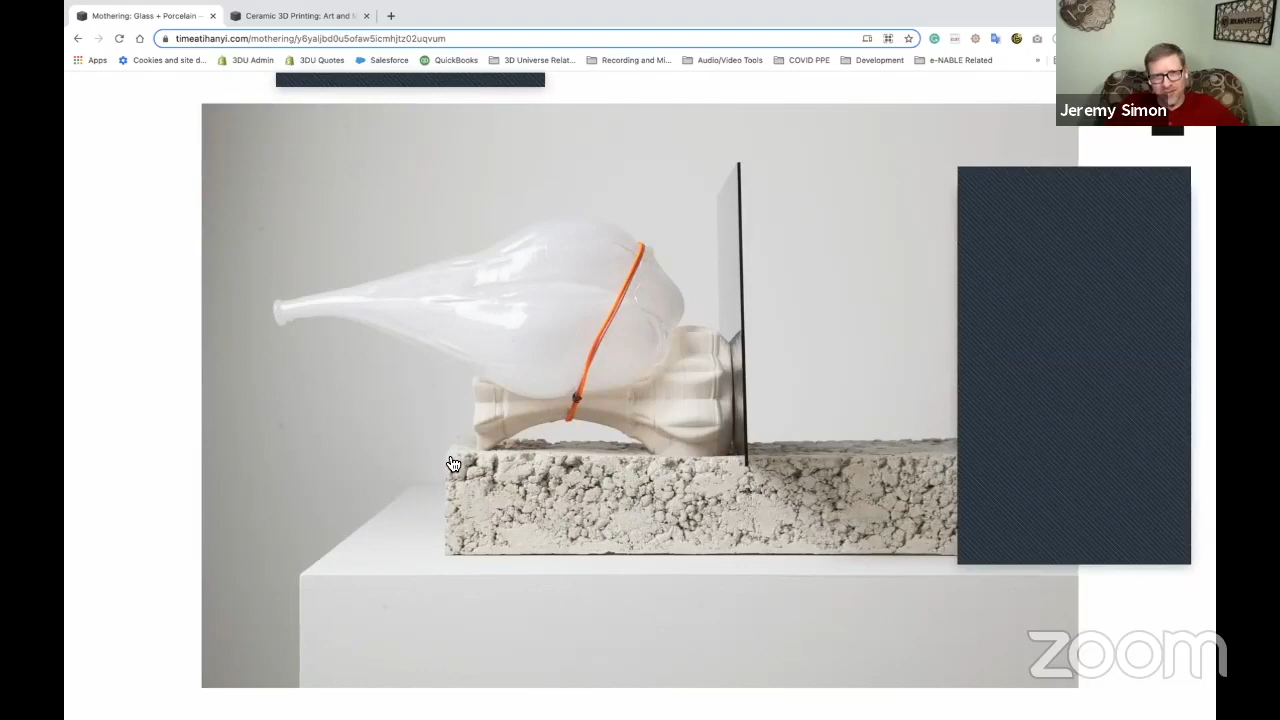 Mothering: Glass + Porcelain —
Ceramic 3D Printing: Art and M
timeatihanyi.com/mothering/y6yaljbd0u5ofaw5icmhjtz02uqvum
Apps
Cookies and site d...
3DU Admin
3DU Quotes
Salesforce
QuickBooks
3D Universe Relat...
Recording and Mi...
Audio/Video Tools
COVID PPE
Development
e-NABLE Related
»
3DUNIVERSE
Jeremy Simon
zoom